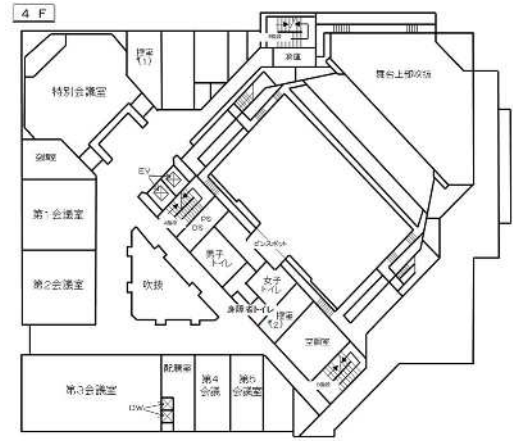 4 F
控室
(1)
特別会議室
舞台上部吹抜
EV
第1会議室
PS
DS
ピンスポット
男子
トイレ
第2会議室
吹抜
女子
トイレ
身障者トイレ
控室
(2)
空調室
配膳室
第3会議室
第4
会議
第5
会議室
DW